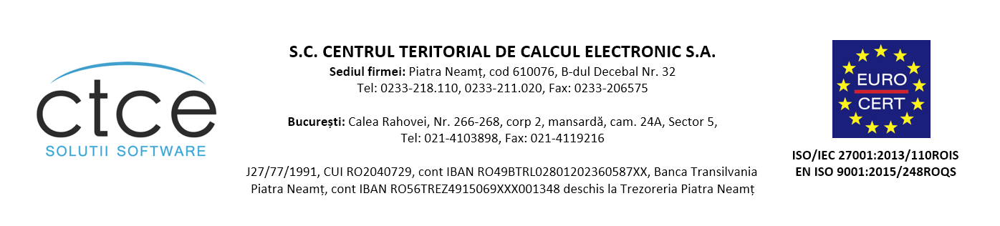 ctce
SOLUTII SOFTWARE
S.C. CENTRUL TERITORIAL DE CALCUL ELECTRONIC S.A.
Sediul firmei: Piatra Neamț, cod 610076, B-dul Decebal Nr. 32
Tel: 0233-218.110, 0233-211.020, Fax: 0233-206575
București: Calea Rahovei, Nr. 266-268, corp 2, mansardă, cam. 24A, Sector 5,
Tel: 021-4103898, Fax: 021-4119216
J27/77/1991, CUI RO2040729, cont IBAN RO49BTRL02801202360587XX, Banca Transilvania
Piatra Neamț, cont IBAN RO56TREZ4915069XXX001348 deschis la Trezoreria Piatra Neamț
EURO
CERT
ISO/IEC 27001:2013/110ROIS
EN ISO 9001:2015/248ROQS